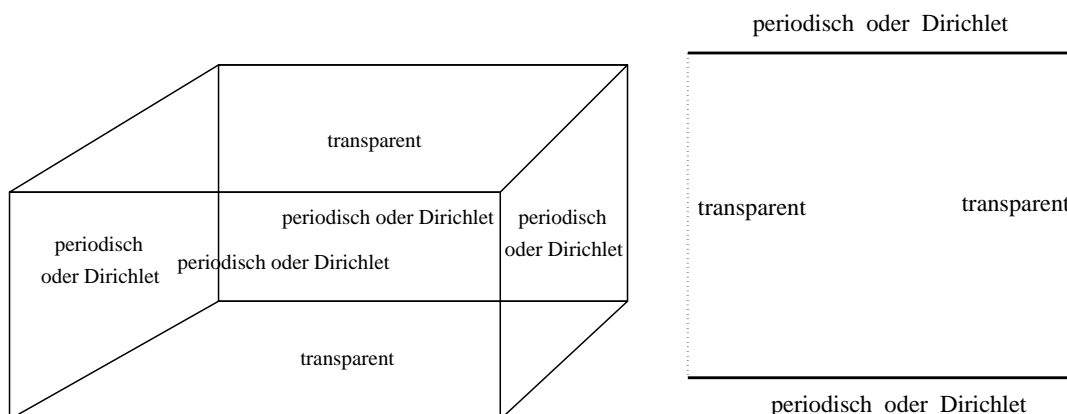 periodisch oder Dirichlet
transparent
periodisch oder Dirichlet
periodisch
oder Dirichlet
periodisch
oder Dirichlet
periodisch oder Dirichlet
transparent
transparent
transparent
periodisch oder Dirichlet